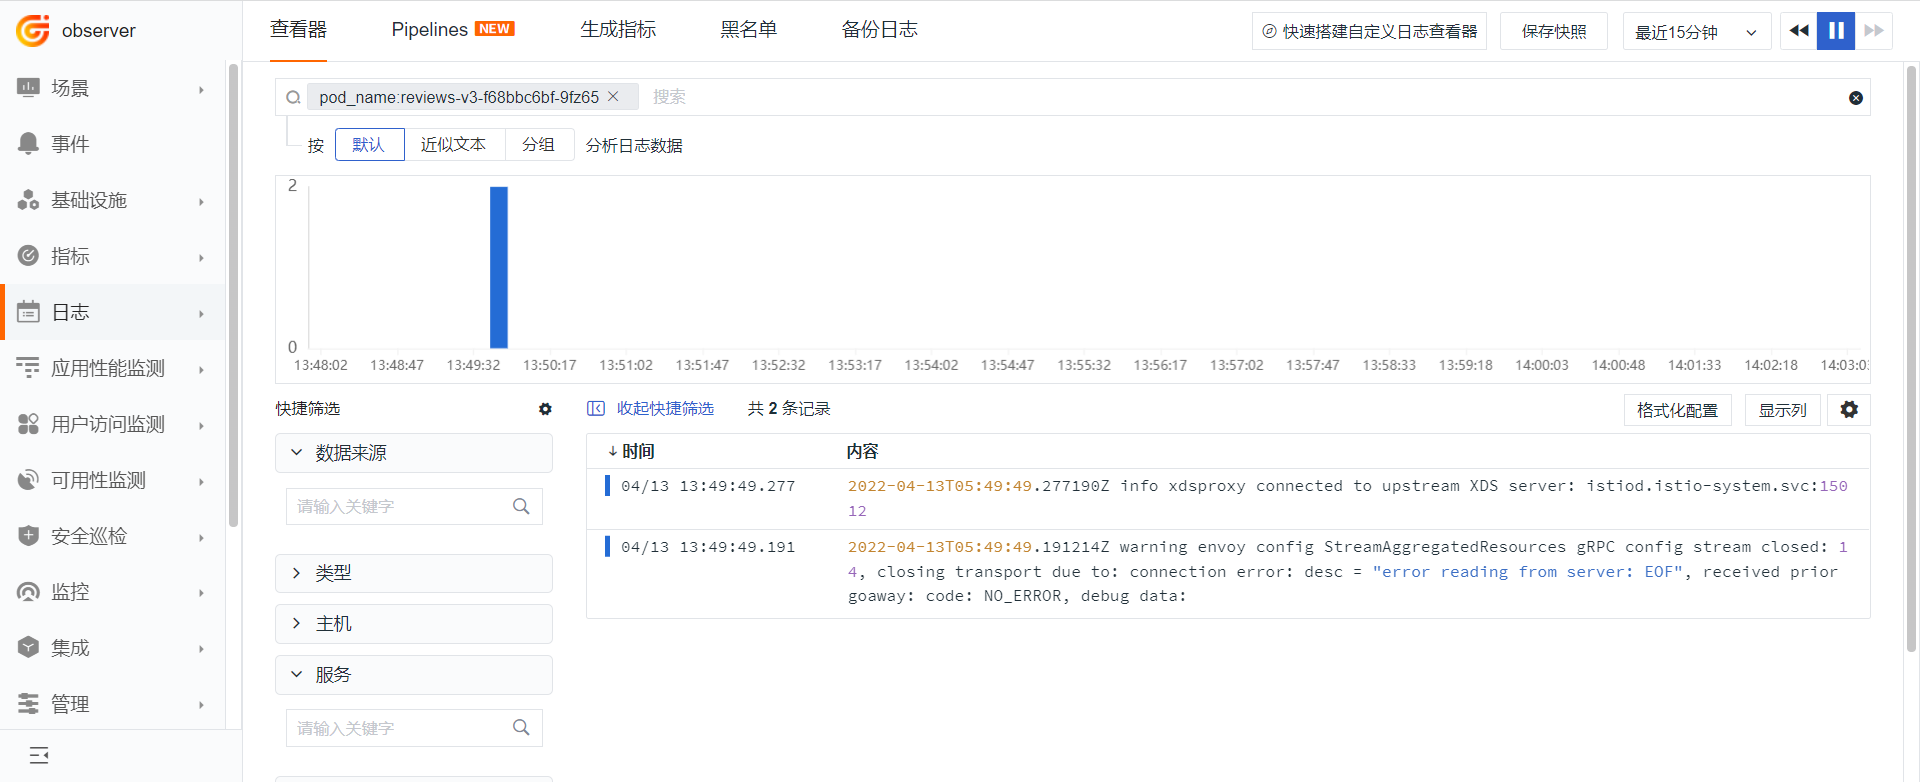 observer
查看器
Pipelines NEW
生成指标
黑名单
备份日志
快速搭建自定义日志查看器
保存快照
最近15分钟
场景
事件
基础设施
指标
日志
应用性能监测
用户访问监测
可用性监测
安全巡检
监控
集成
管理
pod_name:reviews-v3-f68bbc6bf-9fz65
搜索
按
默认
近似文本
分组
分析日志数据
2
0
13:48:02 13:48:47 13:49:32 13:50:17 13:51:02 13:51:47 13:52:32 13:53:17 13:54:02 13:54:47 13:55:32 13:56:17 13:57:02 13:57:47 13:58:33 13:59:18 14:00:03 14:00:48 14:01:33 14:02:18
快捷筛选
数据来源
请输入关键字
类型
主机
服务
请输入关键字
收起快捷筛选
共 2 条记录
格式化配置
显示列
时间
内容
04/13 13:49:49.277
2022-04-13T05:49:49.277190Z info xdsproxy connected to upstream XDS server: istiod.istio-system.svc:150
12
04/13 13:49:49.191
2022-04-13T05:49:49.191214Z warning envoy config StreamAggregatedResources gRPC config stream closed: 1
4, closing transport due to: connection error: desc = "error reading from server: EOF", received prior
goaway: code: NO_ERROR, debug data: